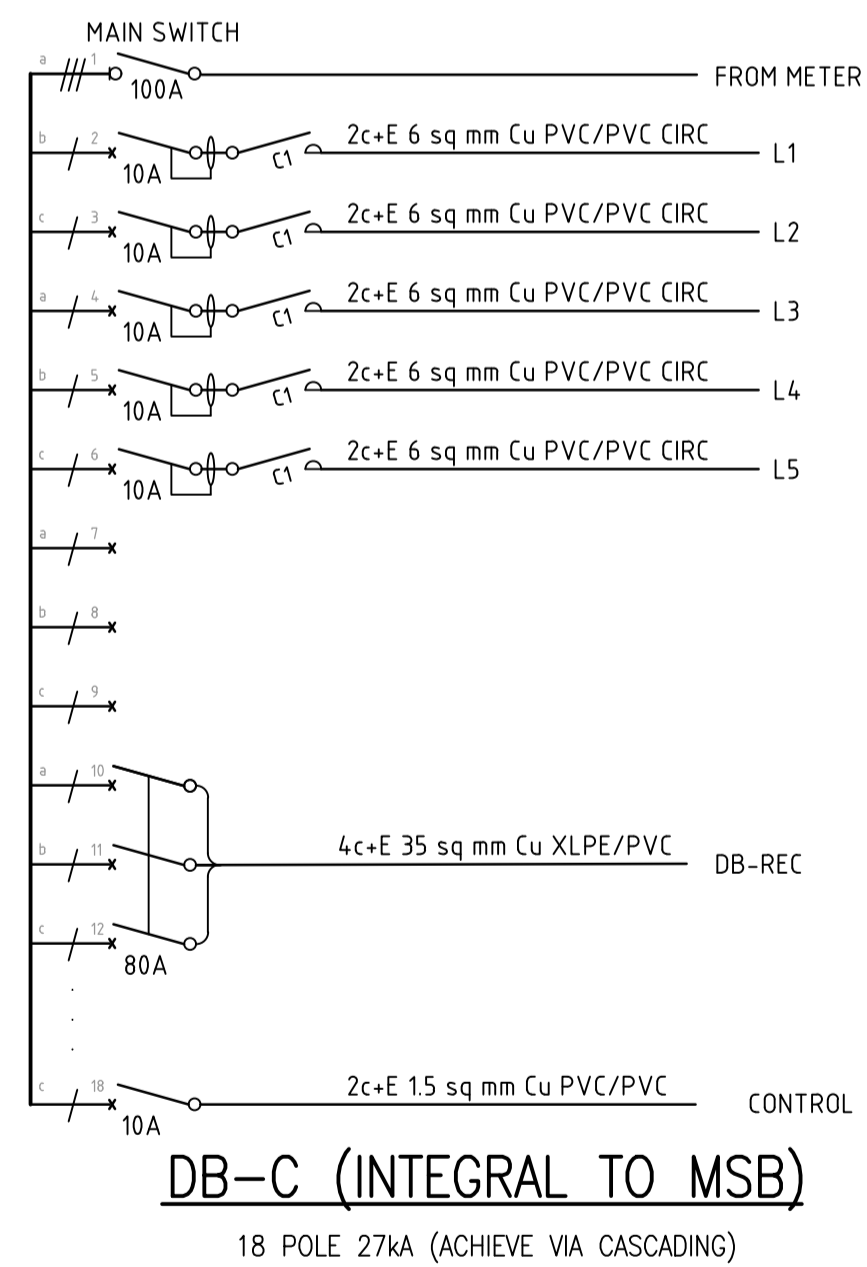 MAIN SWITCH
a 1
100A
FROM METER
b 2
10A
C1
2c+E 6 sq mm Cu PVC/PVC CIRC
L1
c 3
10A
C1
2c+E 6 sq mm Cu PVC/PVC CIRC
L2
a 4
10A
C1
2c+E 6 sq mm Cu PVC/PVC CIRC
L3
b 5
10A
C1
2c+E 6 sq mm Cu PVC/PVC CIRC
L4
c 6
10A
C1
2c+E 6 sq mm Cu PVC/PVC CIRC
L5
a 7
b 8
c 9
a 10
b 11
4c+E 35 sq mm Cu XLPE/PVC
DB-REC
c 12
80A
.
.
.
c 18
10A
2c+E 1.5 sq mm Cu PVC/PVC
CONTROL
DB-C (INTEGRAL TO MSB)
18 POLE 27kA (ACHIEVE VIA CASCADING)